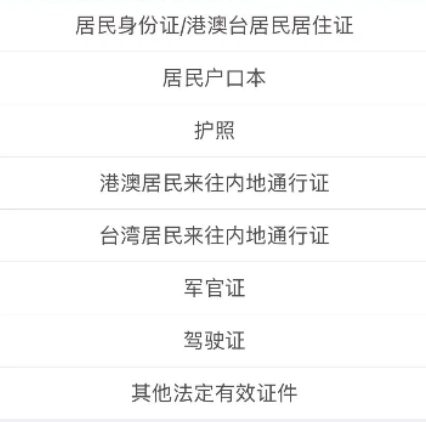 居民身份证/港澳台居民居住证
居民户口本
护照
港澳居民来往内地通行证
台湾居民来往内地通行证
军官证
驾驶证
其他法定有效证件